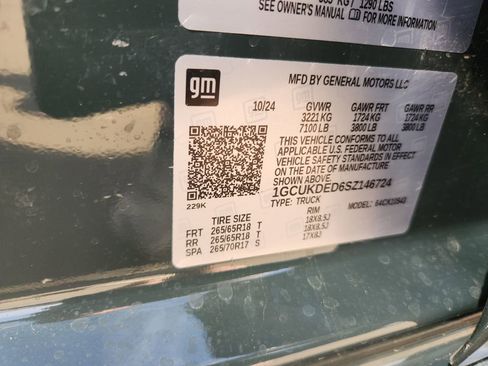 KG / 1290 LBS
SEE OWNER'S MANUAL FOR MORE INFORMATION
gm
MFD BY GENERAL MOTORS LLC
10/24 GVWR GAWR FRT GAWR RR
3221 KG 1724 KG 1724 KG
7100 LB 3800 LB 3800 LB
THIS VEHICLE CONFORMS TO ALL
APPLICABLE U.S. FEDERAL MOTOR
VEHICLE SAFETY STANDARDS IN EFFECT
ON THE DATE OF MANUFACTURE
SHOWN ABOVE.
1GCUKDED6SZ146724
TYPE: TRUCK
229K
TIRE SIZE RIM
FRT 265/65R18 T 18X8.5J
RR 265/65R18 T 18X8.5J
SPA 265/70R17 S 17X8J